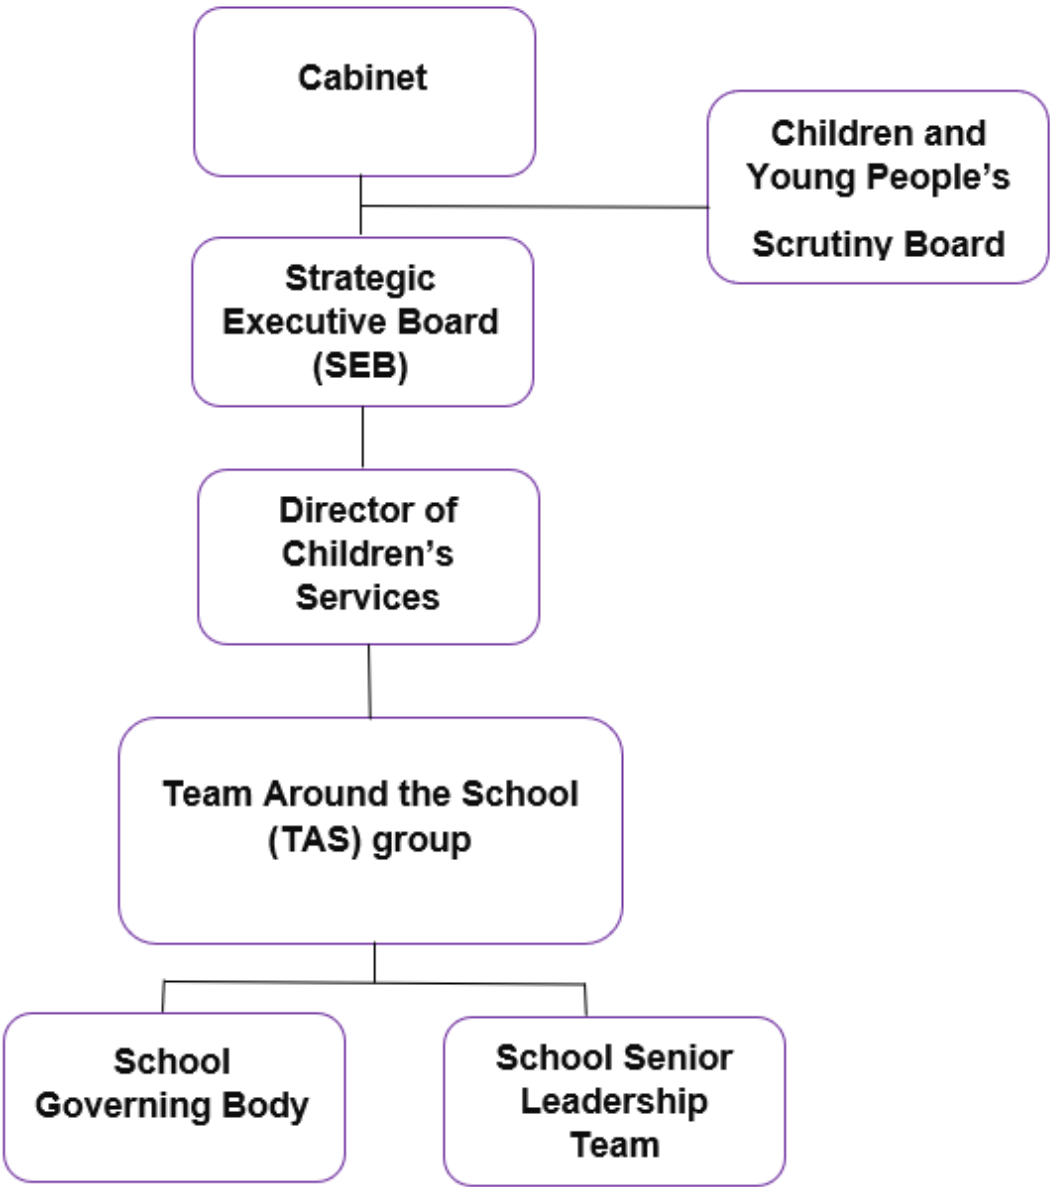 Cabinet
Children and
Young People’s
Scrutiny Board
Strategic
Executive Board
(SEB)
Director of
Children’s
Services
Team Around the School
(TAS) group
School
Governing Body
School Senior
Leadership
Team